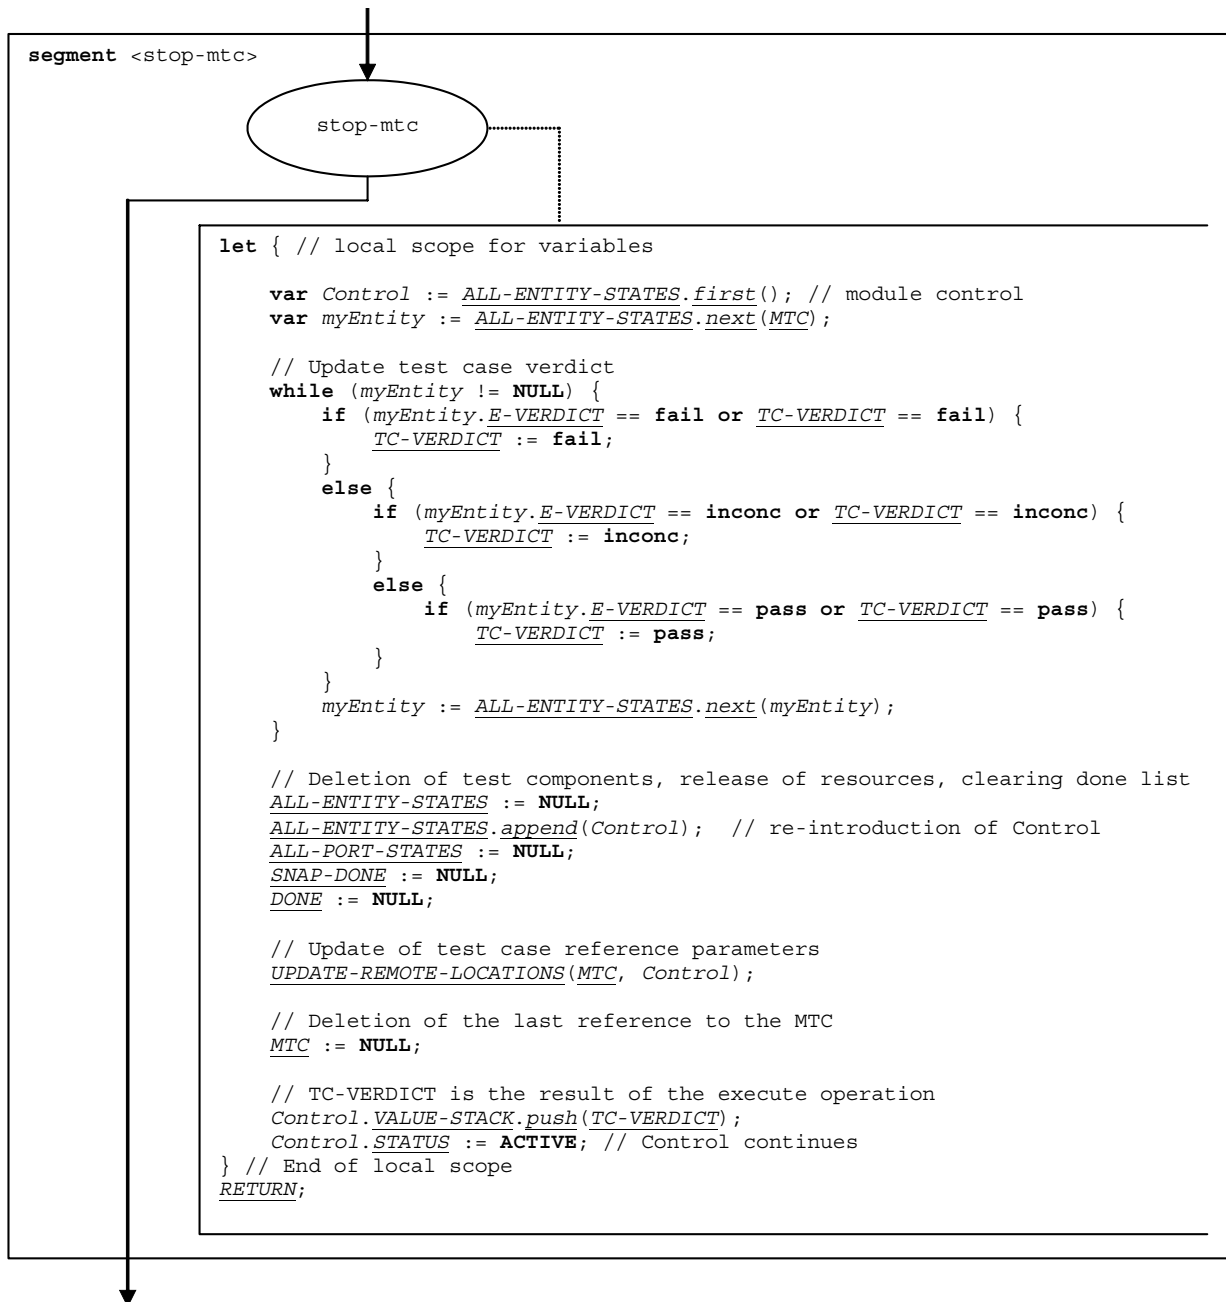 segment <stop-mtc>
stop-mtc
let { // local scope for variables
var Control := ALL-ENTITY-STATES.first(); // module control
var myEntity := ALL-ENTITY-STATES.next(MTC);
// Update test case verdict
while (myEntity != NULL) {
if (myEntity.E-VERDICT == fail or TC-VERDICT == fail) {
TC-VERDICT := fail;
}
else {
if (myEntity.E-VERDICT == inconc or TC-VERDICT == inconc) {
TC-VERDICT := inconc;
}
else {
if (myEntity.E-VERDICT == pass or TC-VERDICT == pass) {
TC-VERDICT := pass;
}
}
myEntity := ALL-ENTITY-STATES.next(myEntity);
}
// Deletion of test components, release of resources, clearing done list
ALL-ENTITY-STATES := NULL;
ALL-ENTITY-STATES.append(Control); // re-introduction of Control
ALL-PORT-STATES := NULL;
SNAP-DONE := NULL;
DONE := NULL;
// Update of test case reference parameters
UPDATE-REMOTE-LOCATIONS(MTC, Control);
// Deletion of the last reference to the MTC
MTC := NULL;
// TC-VERDICT is the result of the execute operation
Control.VALUE-STACK.push(TC-VERDICT);
Control.STATUS := ACTIVE; // Control continues
} // End of local scope
RETURN;